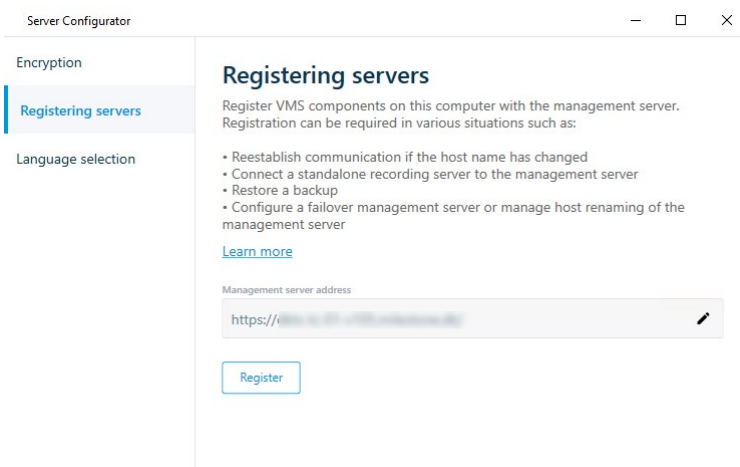 Server Configurator
Encryption
Registering servers
Language selection
Registering servers
Register VMS components on this computer with the management server.
Registration can be required in various situations such as:
• Reestablish communication if the host name has changed
• Connect a standalone recording server to the management server
• Restore a backup
• Configure a failover management server or manage host renaming of the
management server
Learn more
Management server address
https://
Register